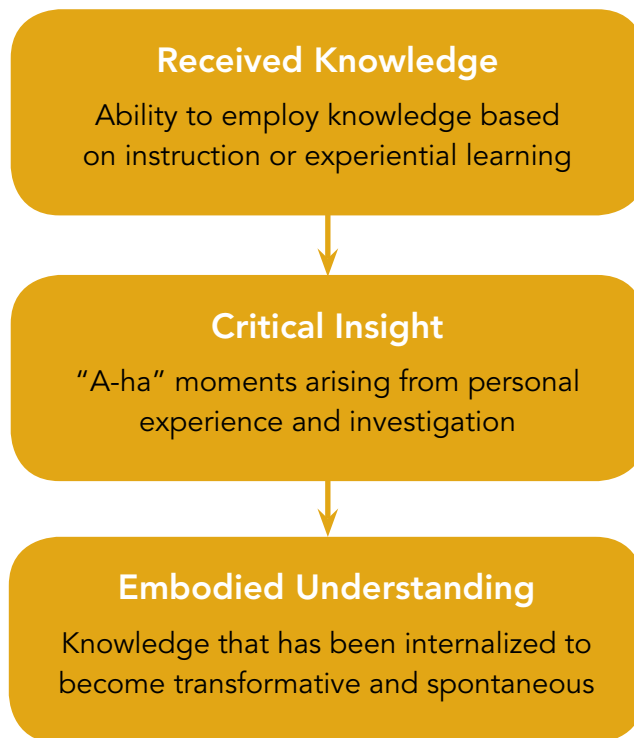 Received Knowledge
Ability to employ knowledge based
on instruction or experiential learning
Critical Insight
“A-ha” moments arising from personal
experience and investigation
Embodied Understanding
Knowledge that has been internalized to
become transformative and spontaneous